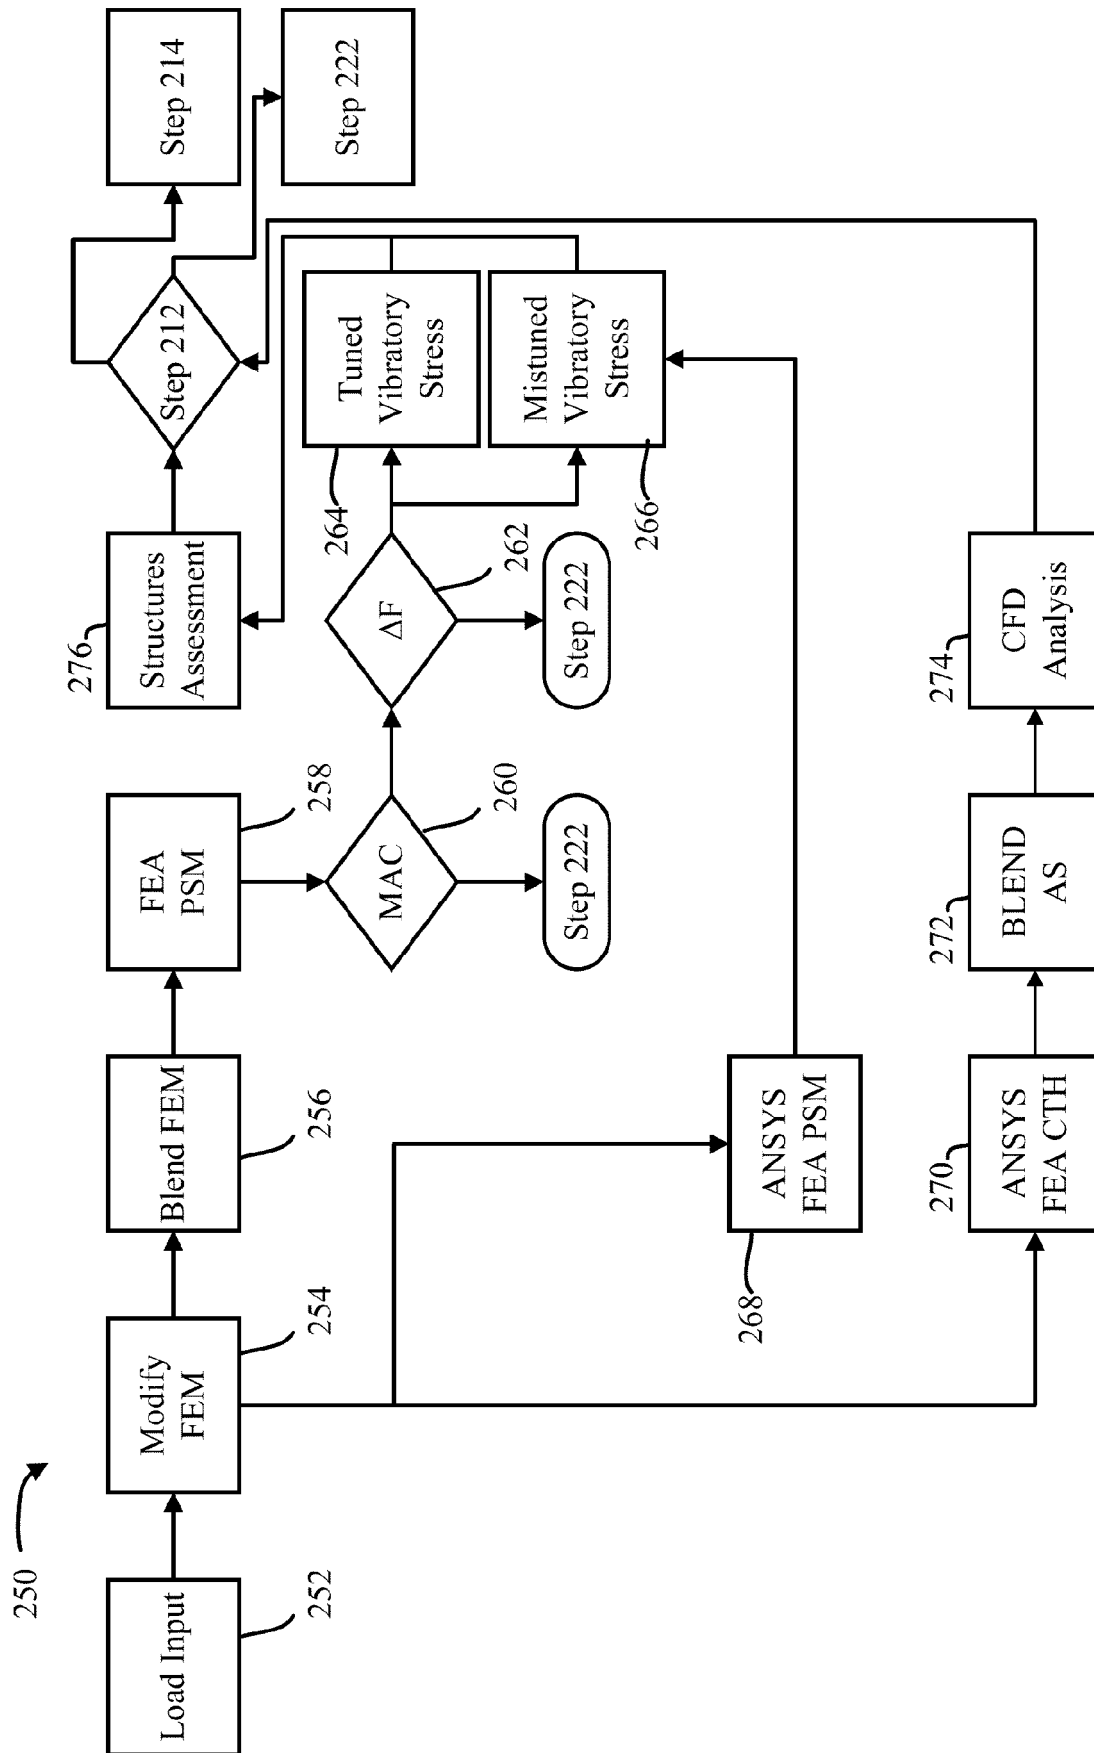 250
Load Input
252
Modify
FEM
254
Blend FEM
256
FEA
PSM
258
MAC
260
Step 222
ΔF
262
Step 222
Tuned
Vibratory
Stress
264
Mistuned
Vibratory
Stress
266
ANSYS
FEA PSM
268
ANSYS
FEA CTH
270
BLEND
AS
272
CFD
Analysis
274
Structures
Assessment
276
Step 212
Step 214
Step 222